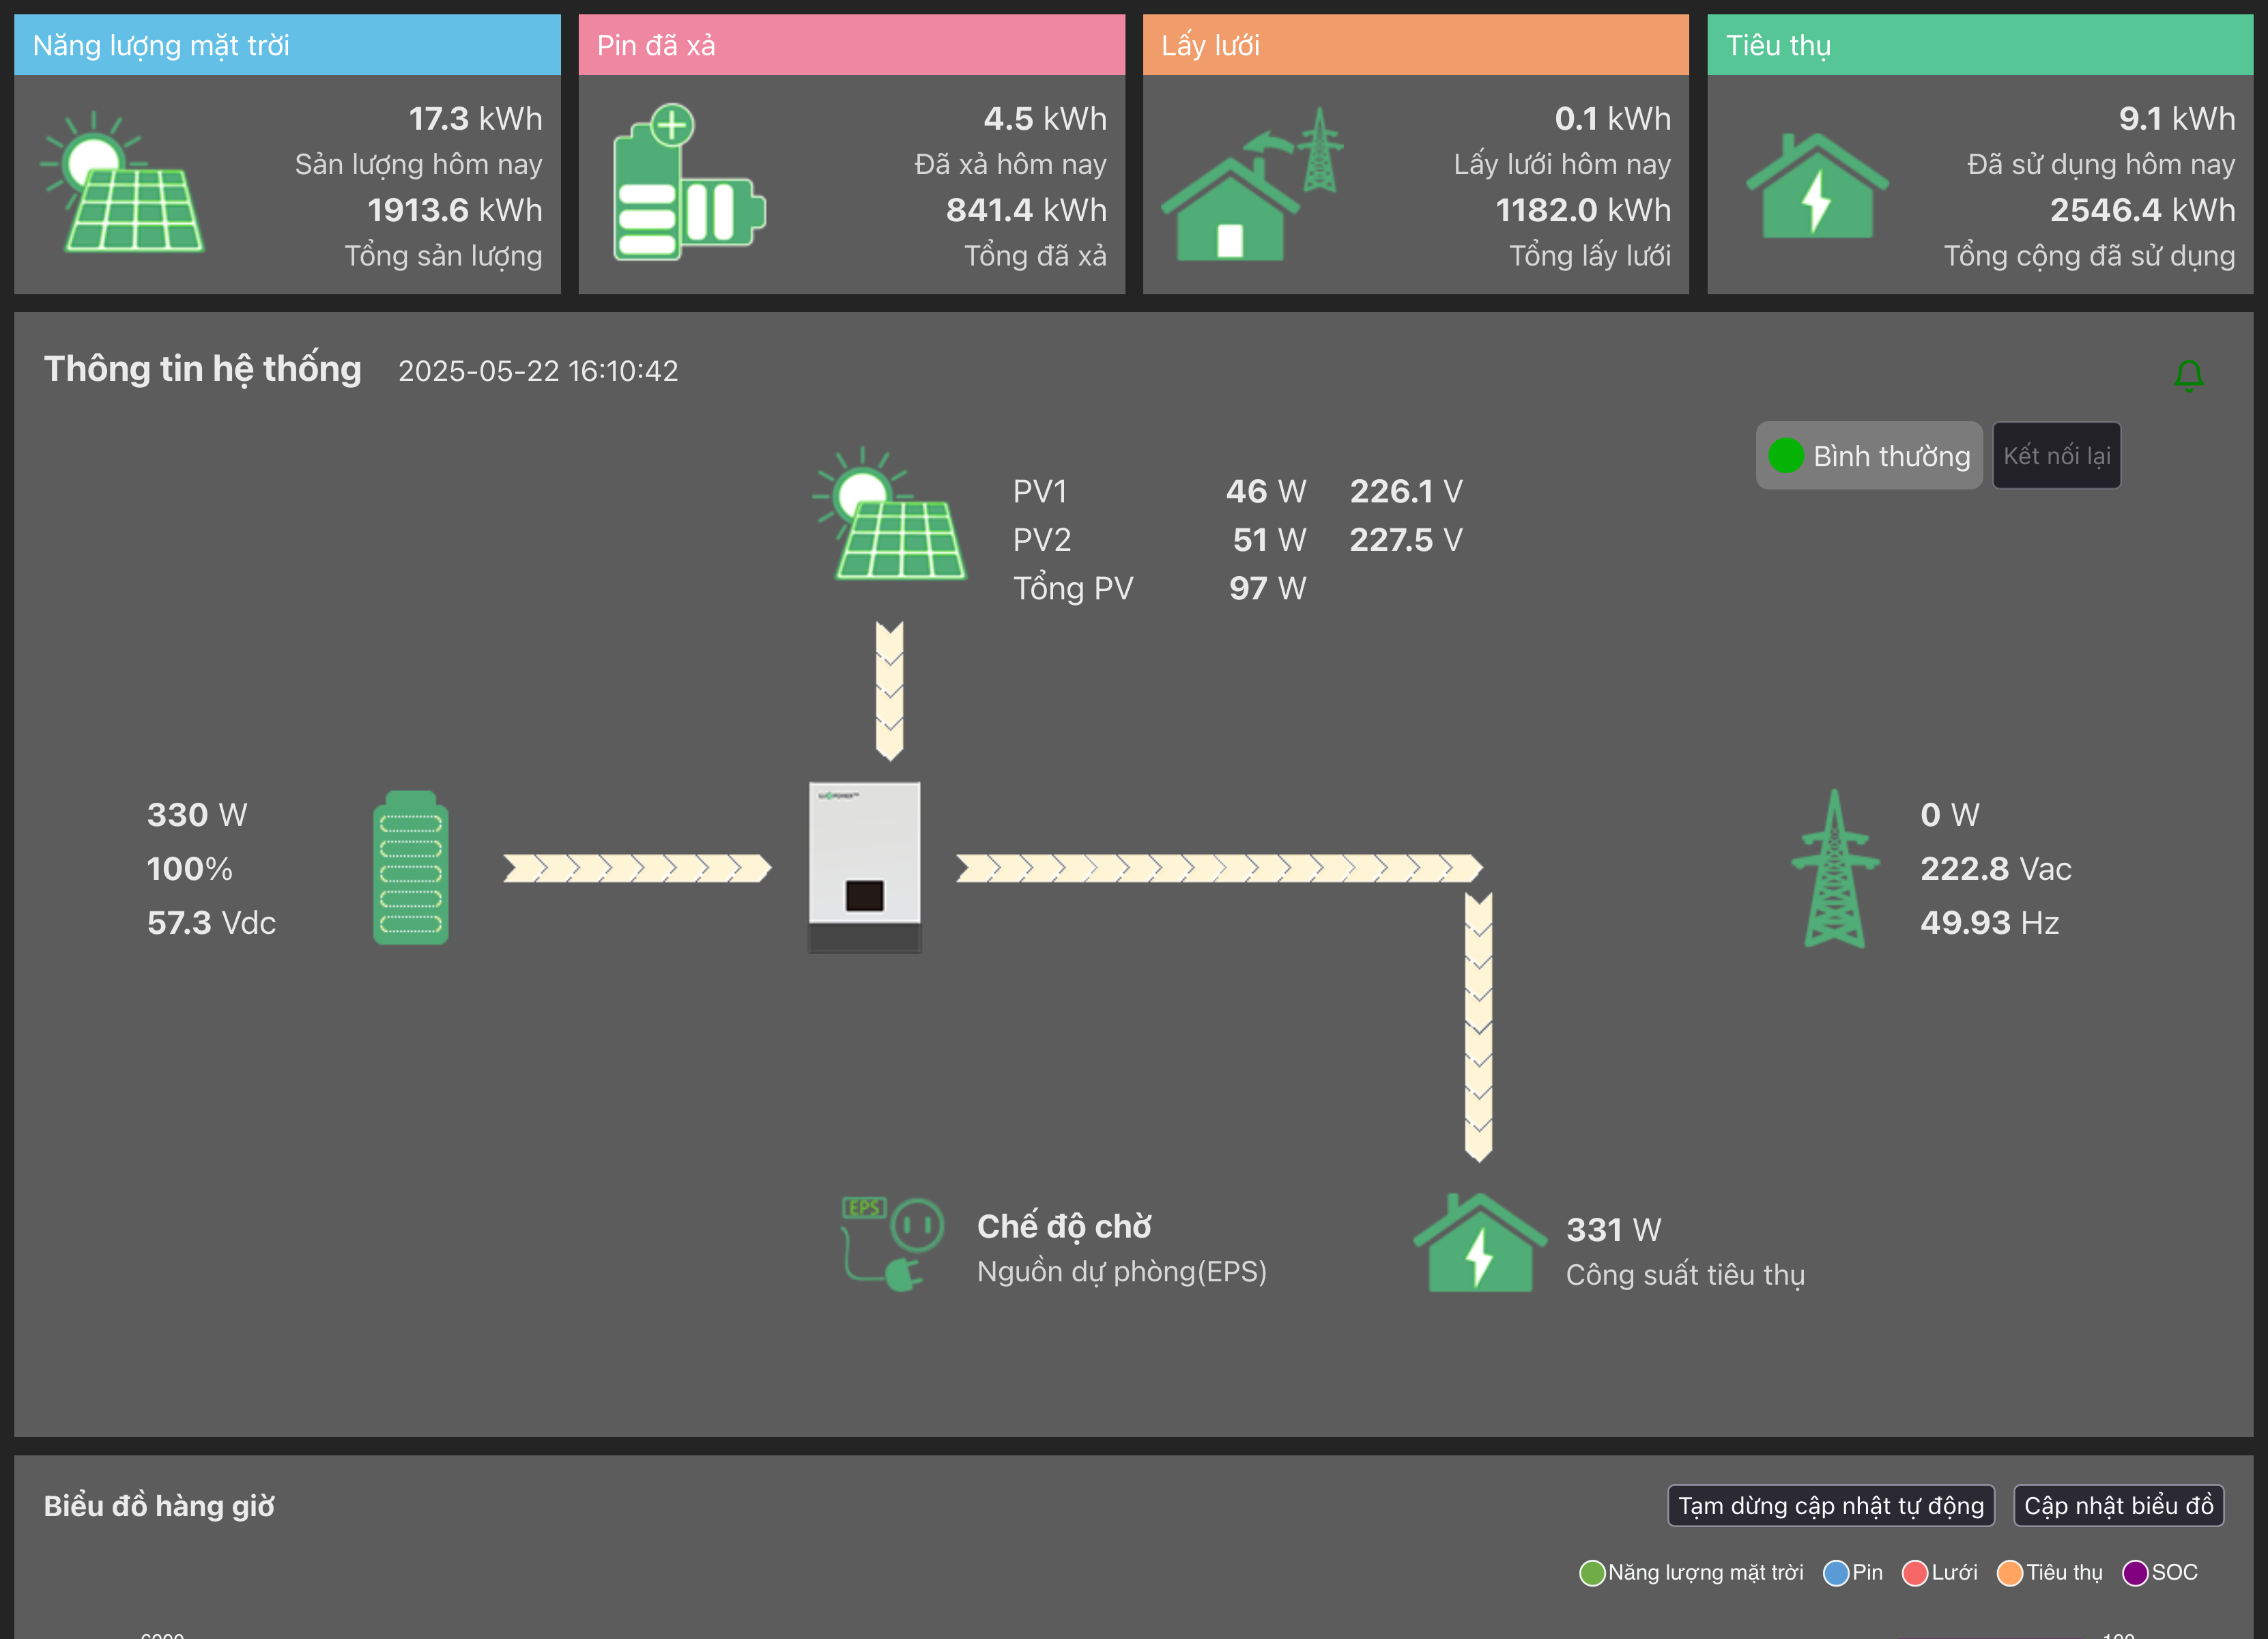 Năng lượng mặt trời
17.3 kWh
Sản lượng hôm nay
1913.6 kWh
Tổng sản lượng
Pin đã xả
4.5 kWh
Đã xả hôm nay
841.4 kWh
Tổng đã xả
Lấy lưới
0.1 kWh
Lấy lưới hôm nay
1182.0 kWh
Tổng lấy lưới
Tiêu thụ
9.1 kWh
Đã sử dụng hôm nay
2546.4 kWh
Tổng cộng đã sử dụng
Thông tin hệ thống 2025-05-22 16:10:42
Bình thường Kết nối lại
PV1 46 W 226.1 V
PV2 51 W 227.5 V
Tổng PV 97 W
330 W
100%
57.3 Vdc
0 W
222.8 Vac
49.93 Hz
EPS
Chế độ chờ
Nguồn dự phòng(EPS)
331 W
Công suất tiêu thụ
Biểu đồ hàng giờ
Tạm dừng cập nhật tự động Cập nhật biểu đồ
Năng lượng mặt trời Pin Lưới Tiêu thụ SOC